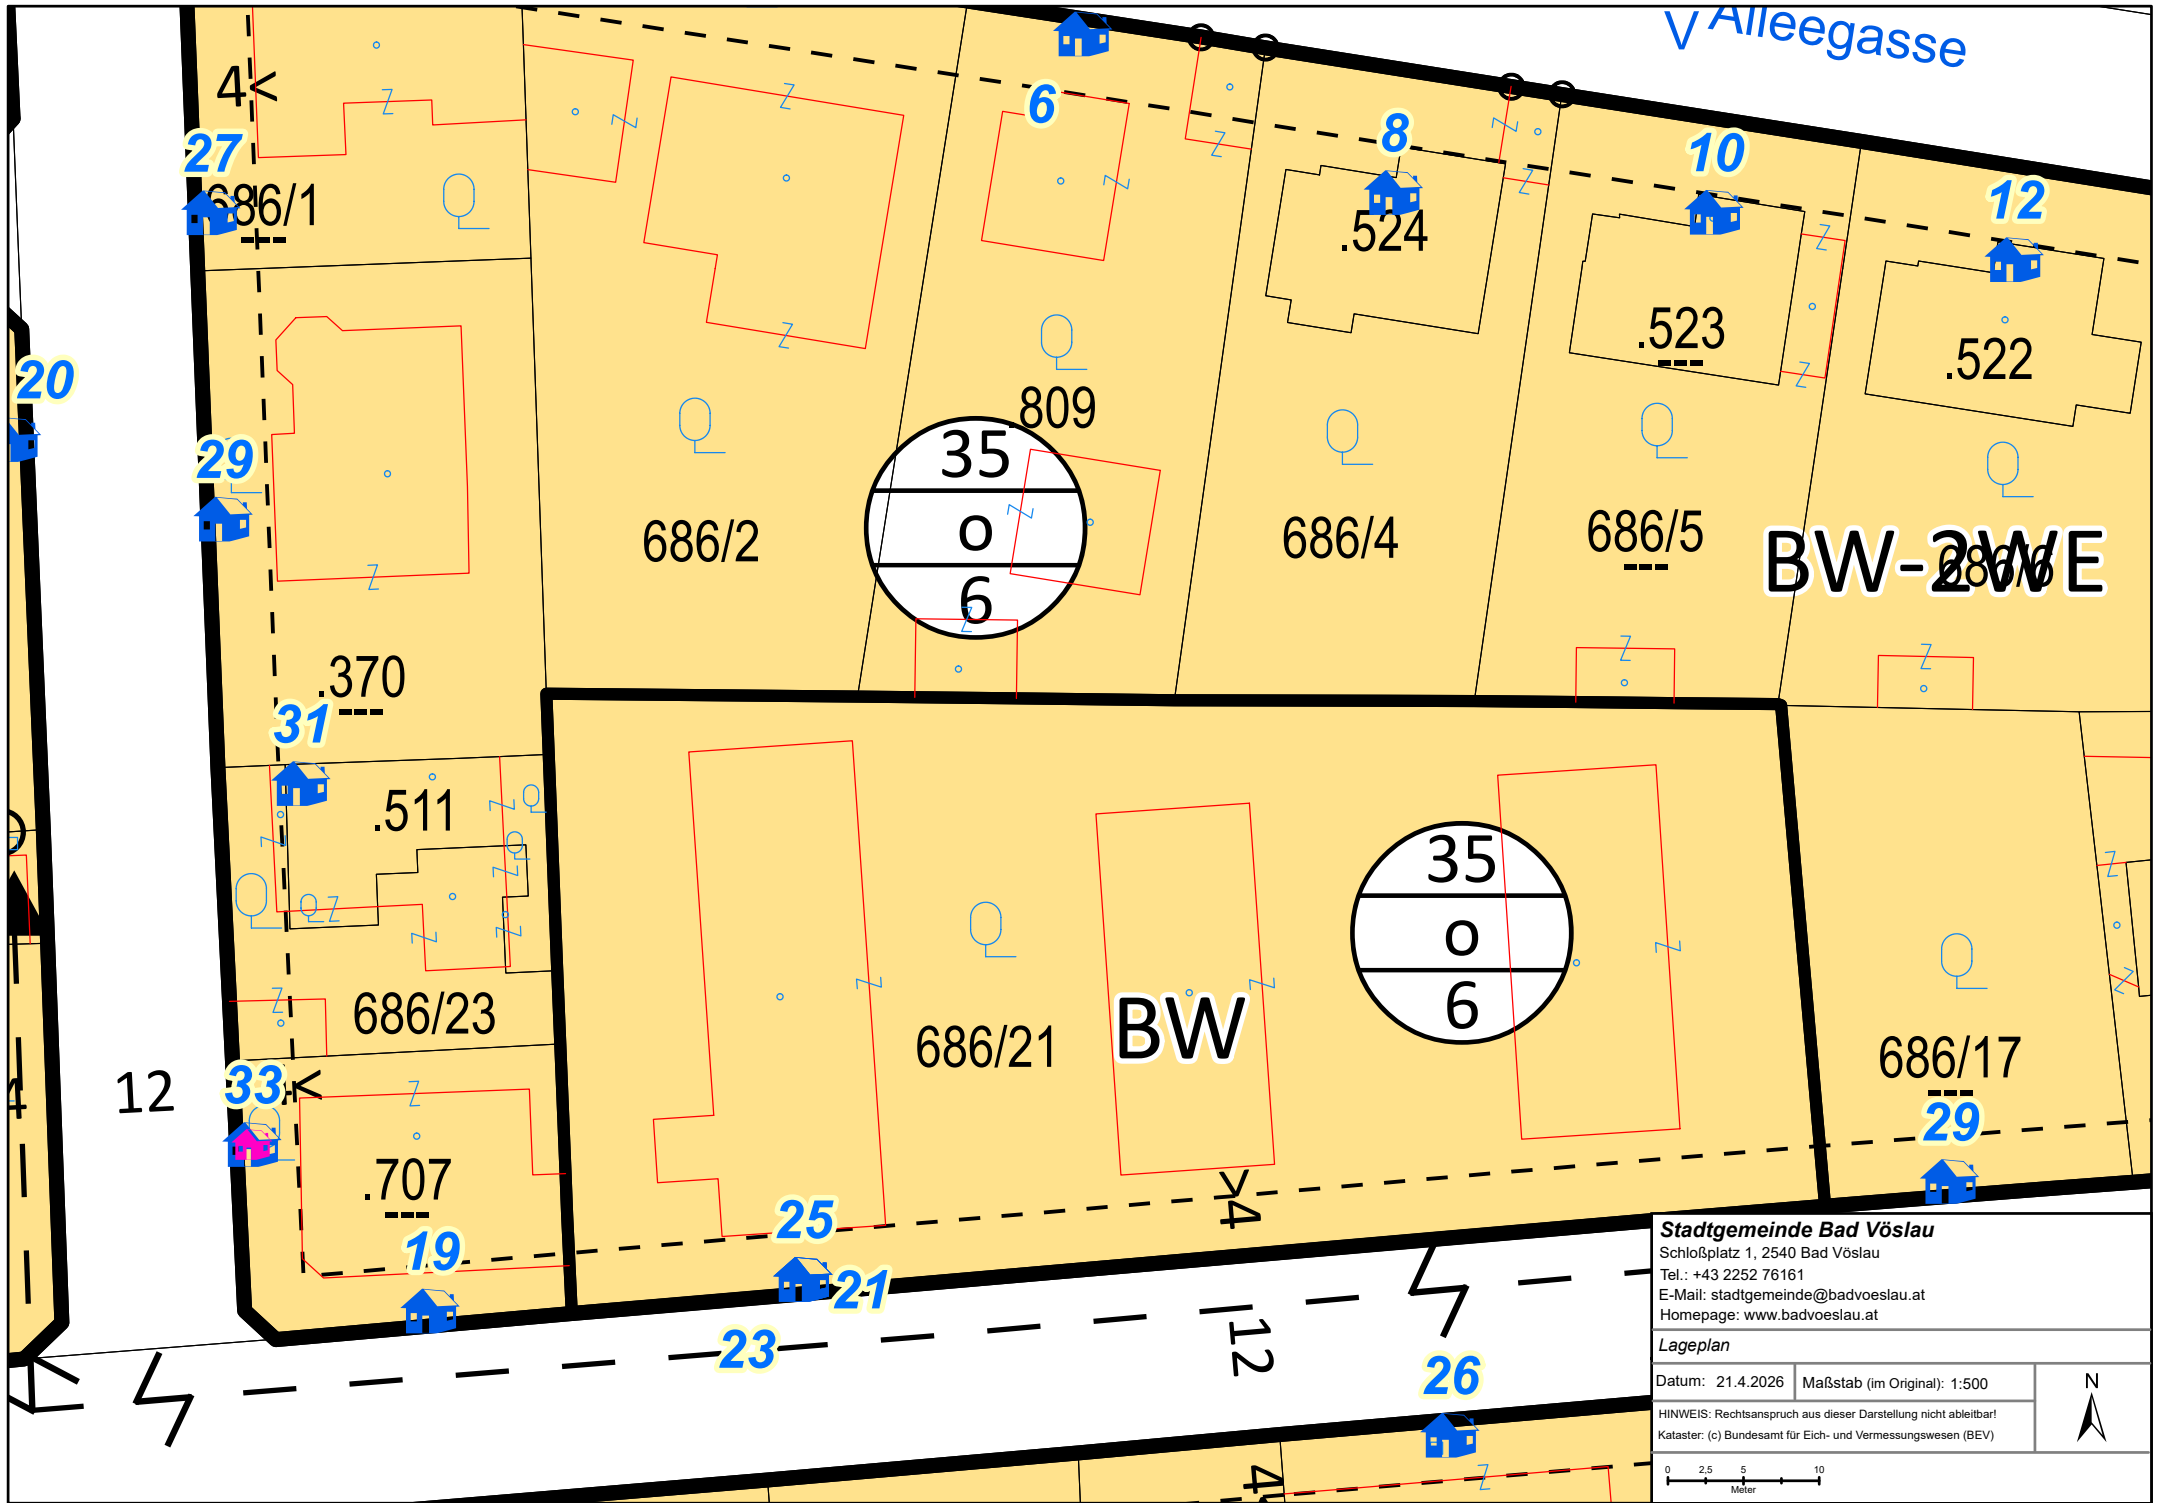 V Alleegasse
4<
6
8
10
12
27
686/1
.524
.523
.522
20
29
.809
35
o
6
686/2
686/4
686/5
BW-2WE
686/6
.370
31
.511
35
o
6
686/23
686/21
BW
686/17
12
33
29
.707
>4
19
25
21
23
12
26
4
Stadtgemeinde Bad Vöslau
Schloßplatz 1, 2540 Bad Vöslau
Tel.: +43 2252 76161
E-Mail: stadtgemeinde@badvoeslau.at
Homepage: www.badvoeslau.at
Lageplan
Datum: 21.4.2026 Maßstab (im Original): 1:500
N
HINWEIS: Rechtsanspruch aus dieser Darstellung nicht ableitbar!
Kataster: (c) Bundesamt für Eich- und Vermessungswesen (BEV)
0 2,5 5 10
Meter